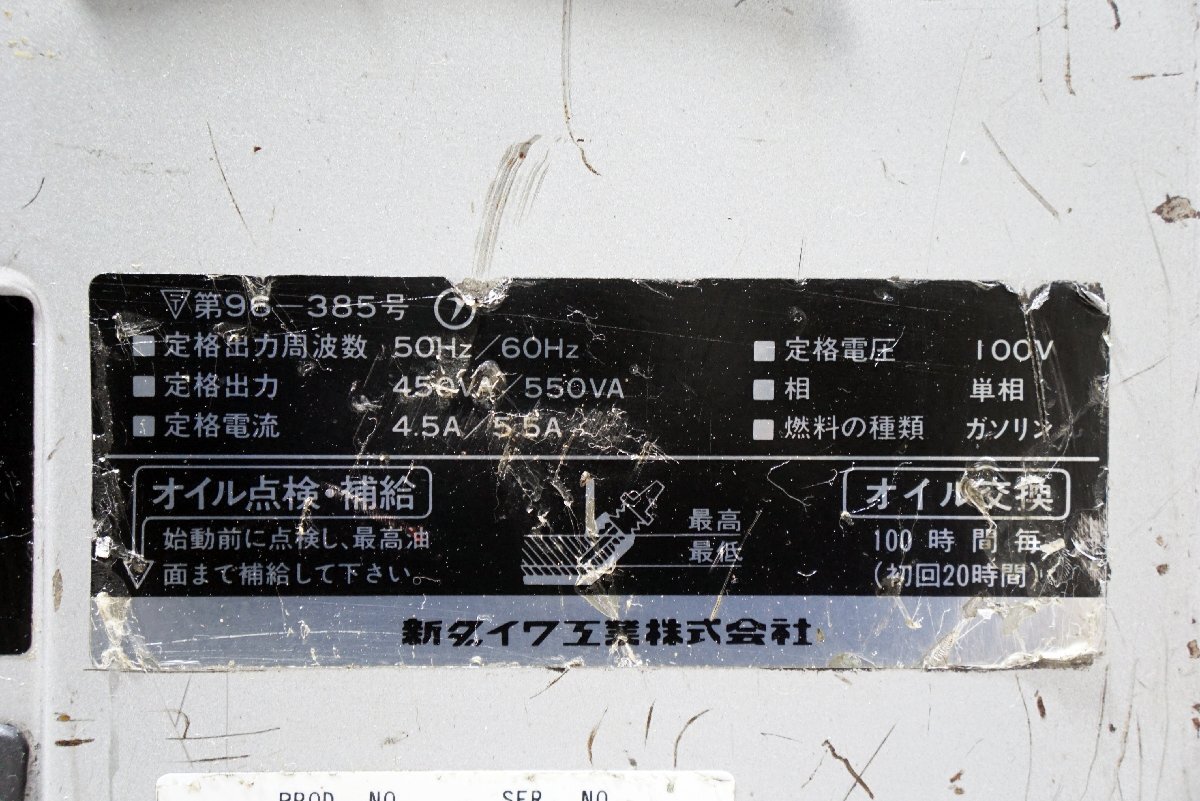 〒 第96-385号
■ 定格出力周波数 50Hz/60Hz
■ 定格出力 450VA/550VA
■ 定格電流 4.5A/5.5A
■ 定格電圧 100V
■ 相 単相
■ 燃料の種類 ガソリン
オイル点検・補給
始動前に点検し、最高油
面まで補給して下さい。
最高
最低
オイル交換
100時間毎
(初回20時間)
新ダイワ工業株式会社
PROD. NO. SER. NO.